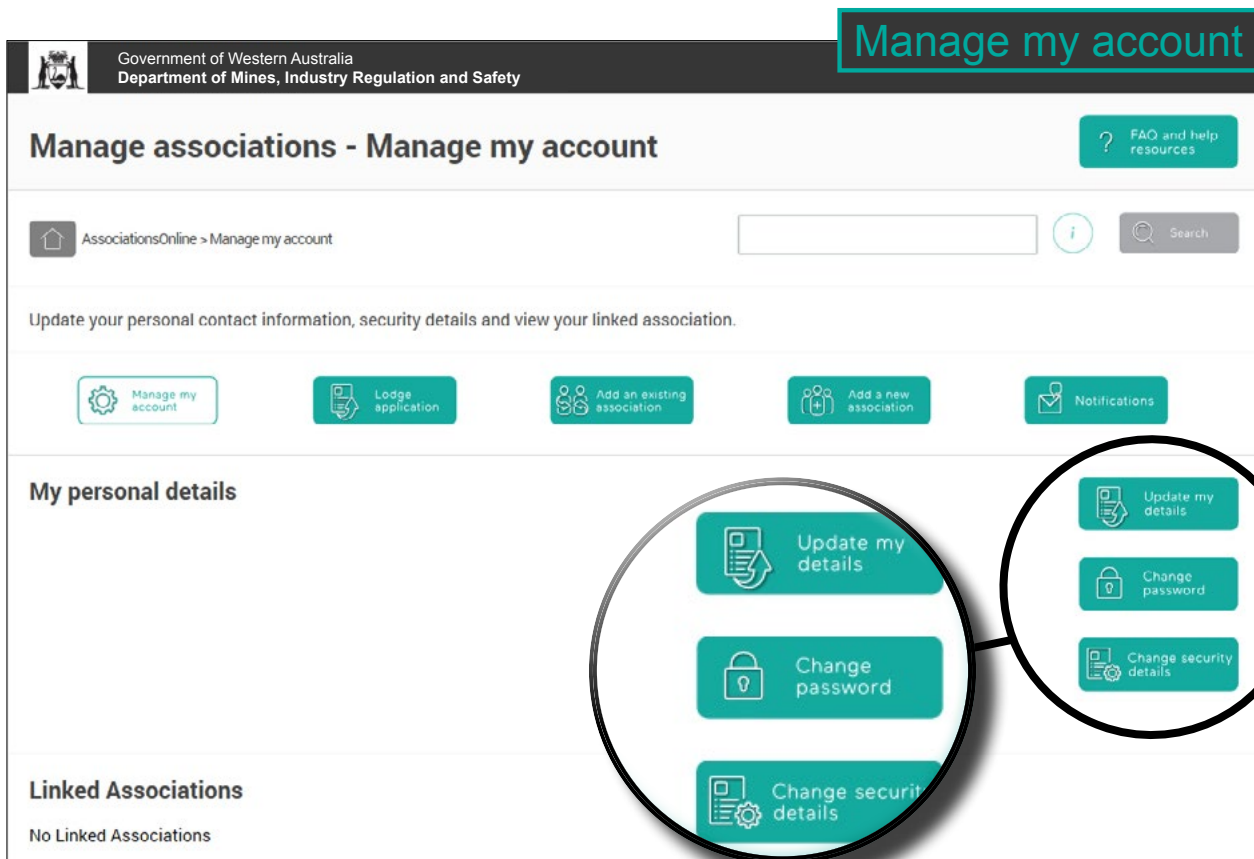 Manage my account
Government of Western Australia
Department of Mines, Industry Regulation and Safety
Manage associations - Manage my account
? FAQ and help
resources
AssociationsOnline > Manage my account
i
Search
Update your personal contact information, security details and view your linked association.
Manage my
account
Lodge
application
Add an existing
association
Add a new
association
Notifications
My personal details
Update my
details
Change
password
Change security
details
Update my
details
Change
password
Change securit
details
Linked Associations
No Linked Associations